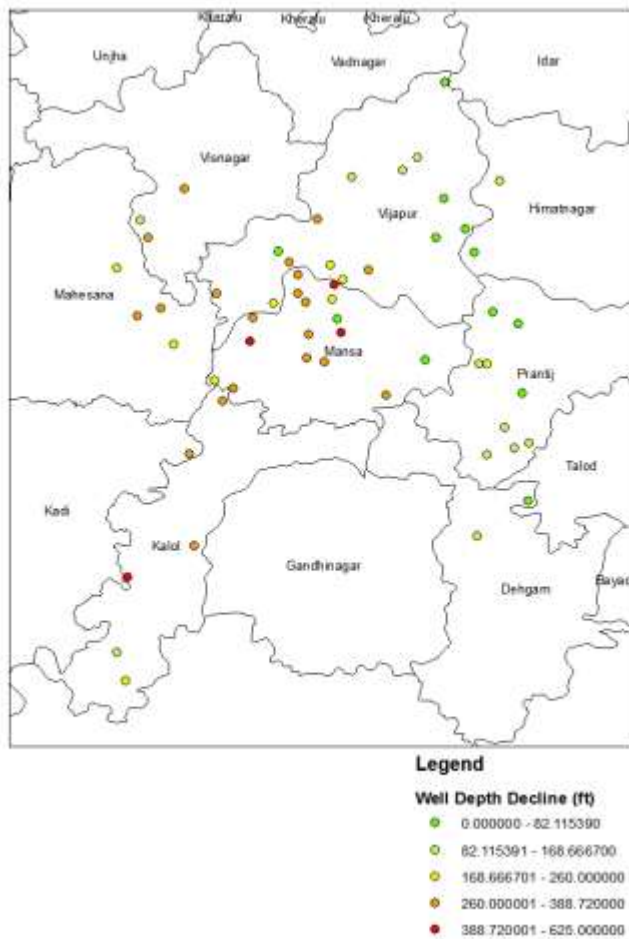 Kheralu
Kheralu
Unjha
Vadnagar
Idar
Visnagar
Vijapur
Himatnagar
Mahesana
Mansa
Prantij
Talod
Kadi
Kalol
Gandhinagar
Dehgam
Bayad
Legend
Well Depth Decline (ft)
0.000000 - 82.115390
82.115391 - 168.666700
168.666701 - 260.000000
260.000001 - 388.720000
388.720001 - 625.000000